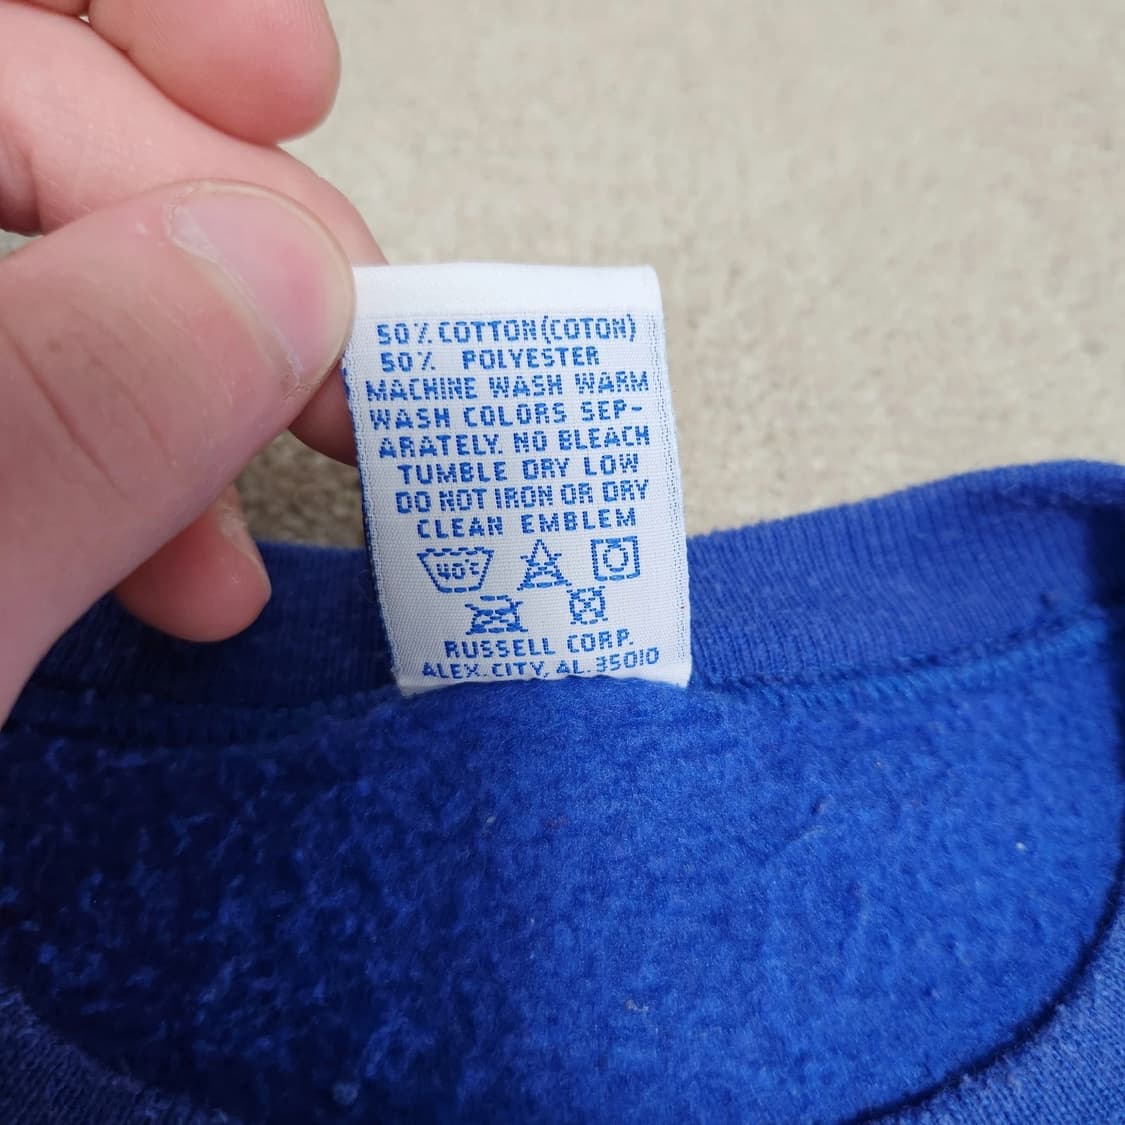 50% COTTON(COTON)
50% POLYESTER
MACHINE WASH WARM
WASH COLORS SEP-
ARATELY. NO BLEACH
TUMBLE DRY LOW
DO NOT IRON OR DRY
CLEAN EMBLEM
40°C
RUSSELL CORP.
ALEX.CITY, AL.35010